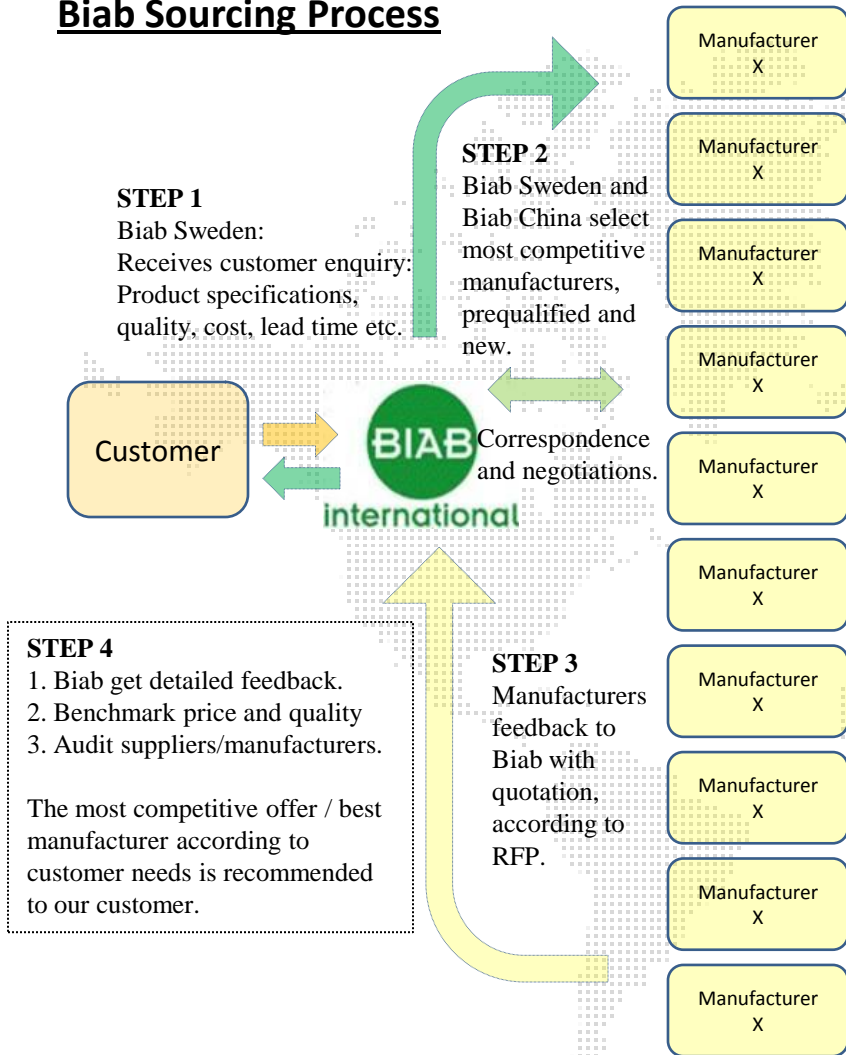 Biab Sourcing Process
STEP 1
Biab Sweden:
Receives customer enquiry:
Product specifications,
quality, cost, lead time etc.
STEP 2
Biab Sweden and
Biab China select
most competitive
manufacturers,
prequalified and
new.
Customer
BIAB
international
Correspondence
and negotiations.
STEP 3
Manufacturers
feedback to
Biab with
quotation,
according to
RFP.
STEP 4
1. Biab get detailed feedback.
2. Benchmark price and quality
3. Audit suppliers/manufacturers.
The most competitive offer / best
manufacturer according to
customer needs is recommended
to our customer.
Manufacturer
X
Manufacturer
X
Manufacturer
X
Manufacturer
X
Manufacturer
X
Manufacturer
X
Manufacturer
X
Manufacturer
X
Manufacturer
X
Manufacturer
X